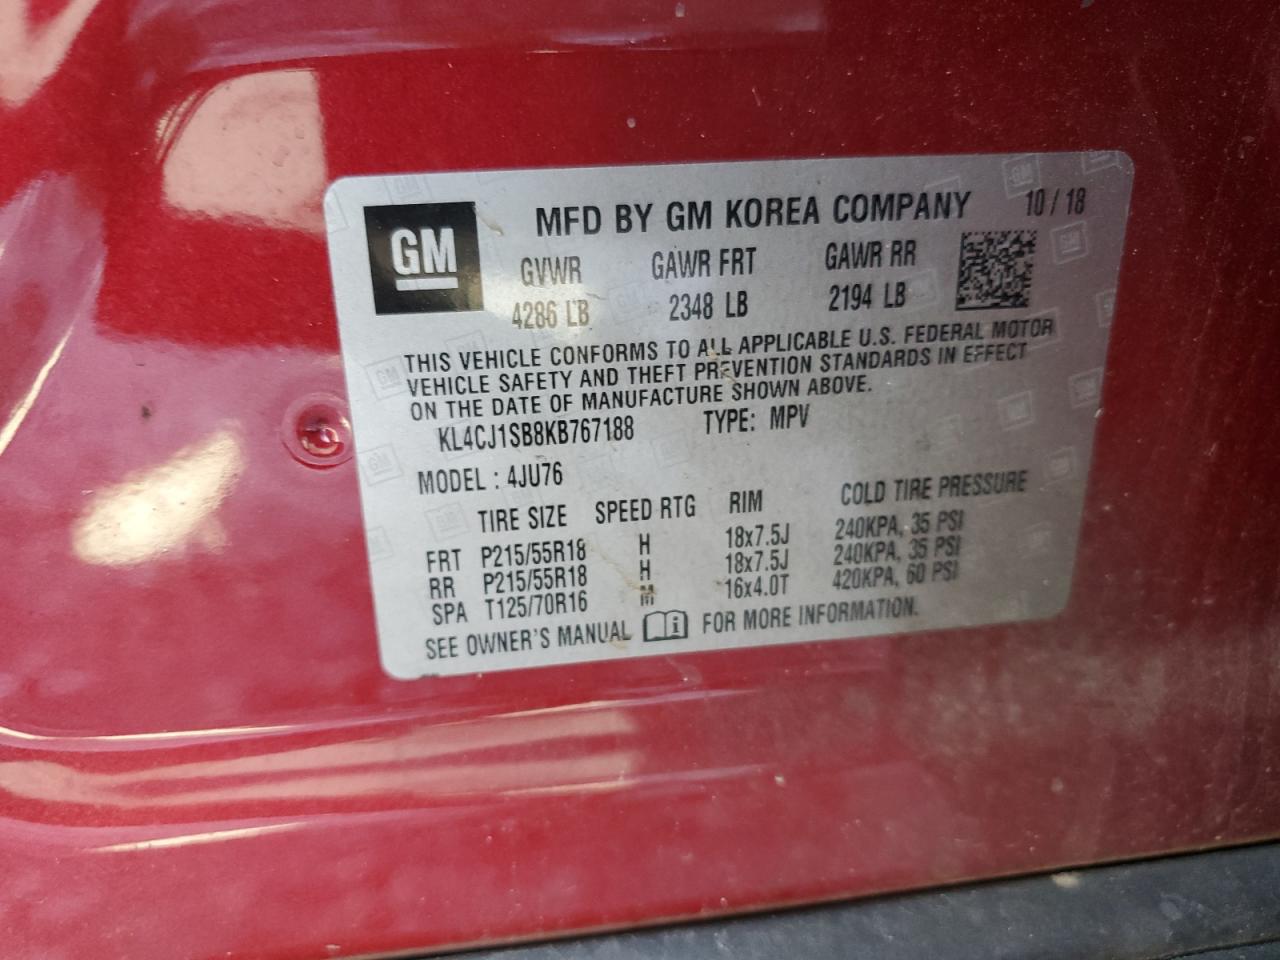 GM
MFD BY GM KOREA COMPANY 10 / 18
GVWR GAWR FRT GAWR RR
4286 LB 2348 LB 2194 LB
THIS VEHICLE CONFORMS TO ALL APPLICABLE U.S. FEDERAL MOTOR
VEHICLE SAFETY AND THEFT PREVENTION STANDARDS IN EFFECT
ON THE DATE OF MANUFACTURE SHOWN ABOVE.
KL4CJ1SB8KB767188 TYPE: MPV
MODEL : 4JU76
TIRE SIZE SPEED RTG RIM COLD TIRE PRESSURE
FRT P215/55R18 H 18x7.5J 240KPA, 35 PSI
RR P215/55R18 H 18x7.5J 240KPA, 35 PSI
SPA T125/70R16 M 16x4.0T 420KPA, 60 PSI
SEE OWNER'S MANUAL i FOR MORE INFORMATION.